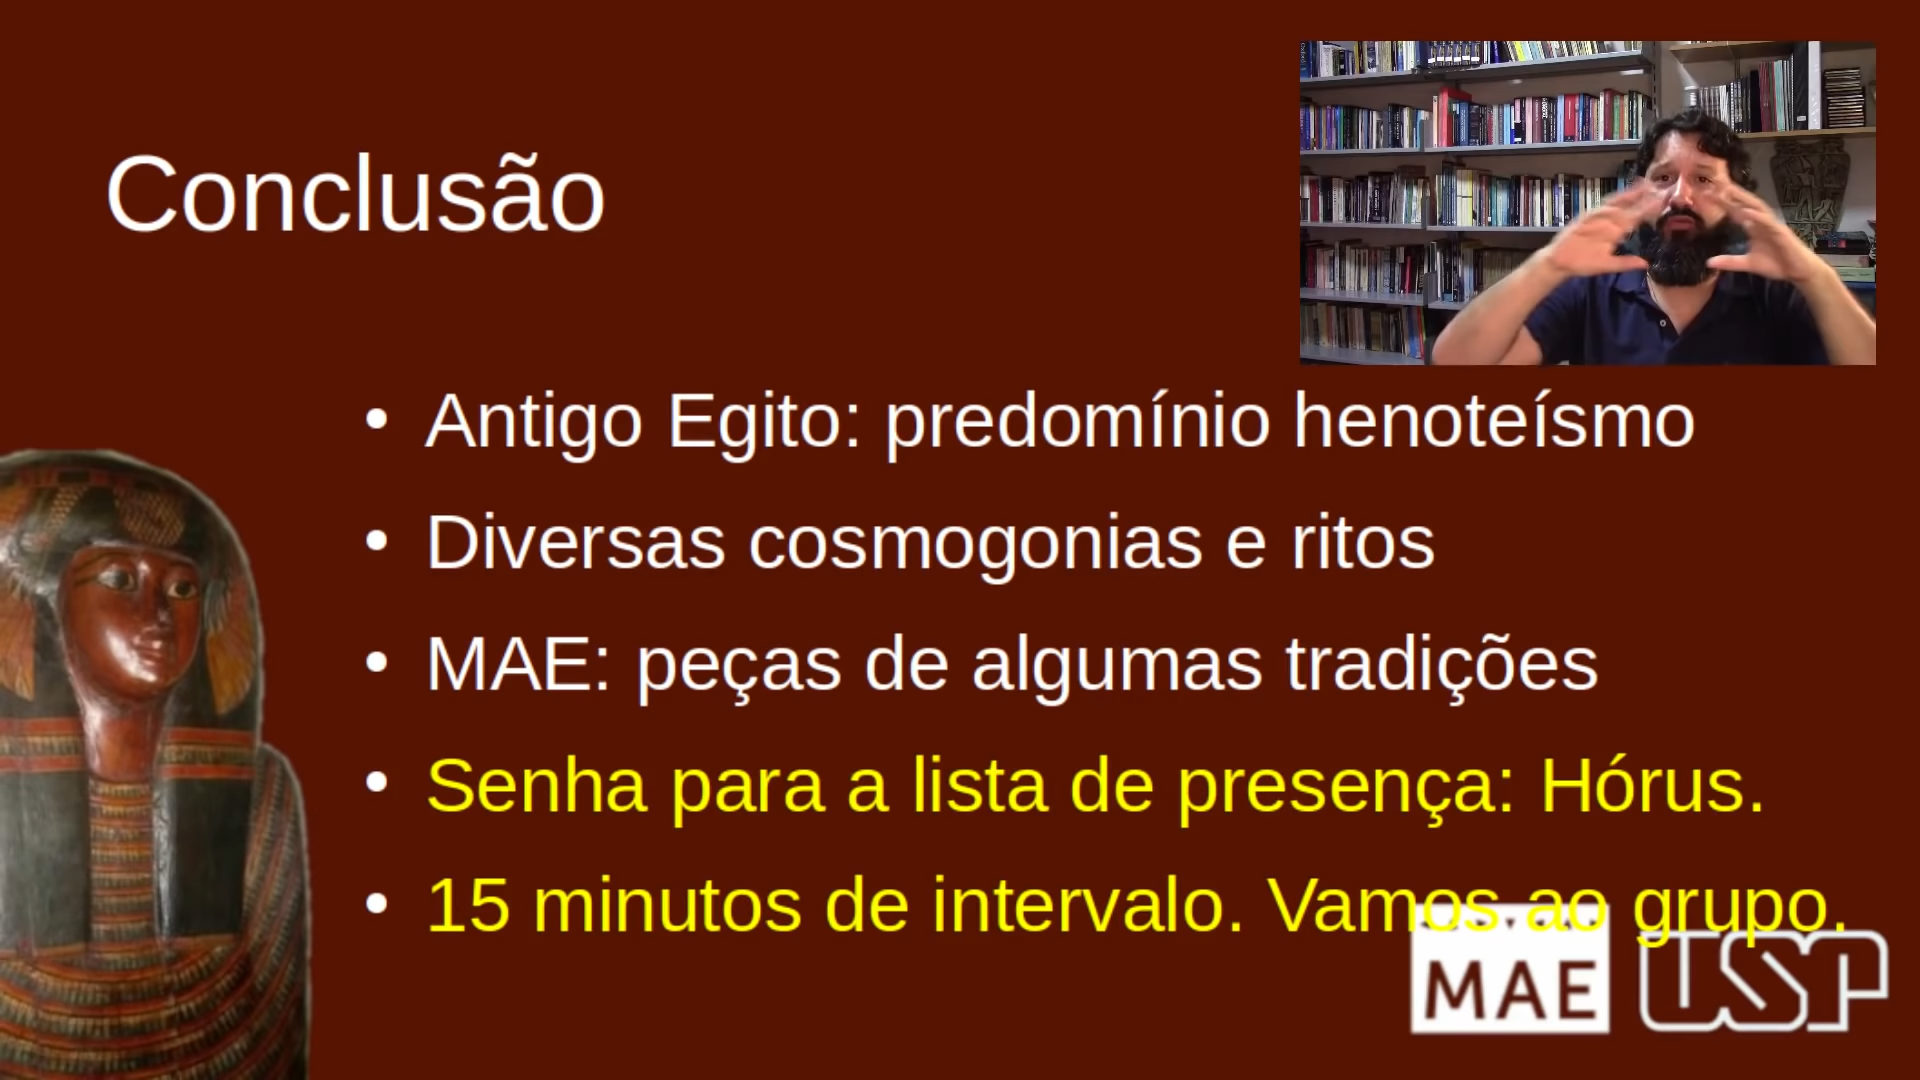 Conclusão
• Antigo Egito: predomínio henoteísmo
• Diversas cosmogonias e ritos
• MAE: peças de algumas tradições
• Senha para a lista de presença: Hórus.
• 15 minutos de intervalo. Vamos ao grupo.
MAE USP